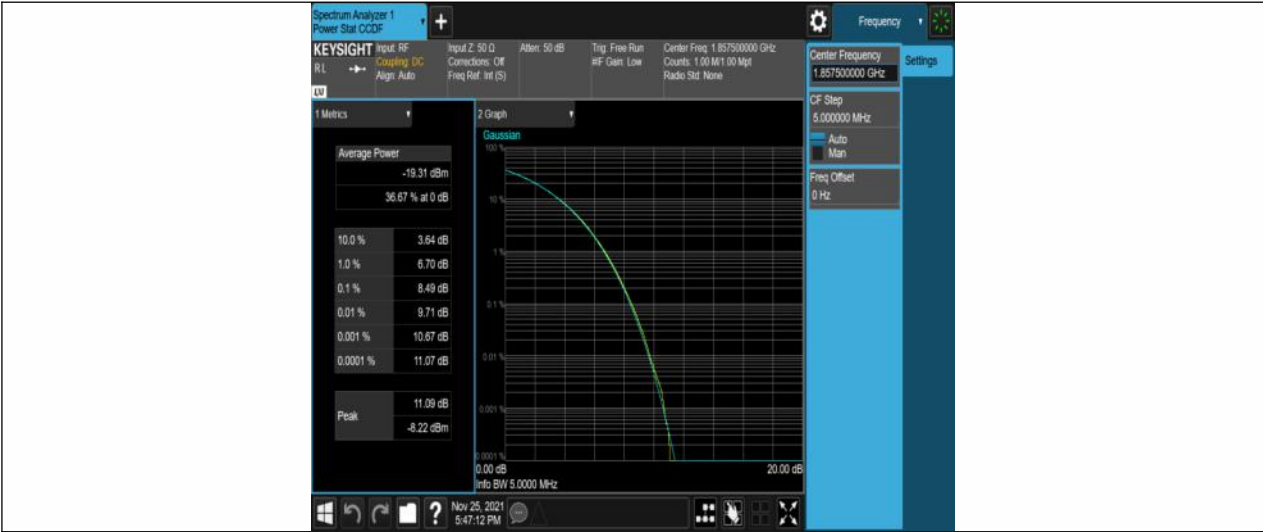 Spectrum Analyzer 1
Power Stat CCDF
Frequency
KEYSIGHT
Input: RF
Coupling: DC
Align: Auto
RL
LW
Input Z: 50 Ω
Corrections: Off
Freq Ref: Int (S)
Atten: 50 dB
Trig: Free Run
#IF Gain: Low
Center Freq: 1.857500000 GHz
Counts: 1.00 M/1.00 Mpt
Radio Std: None
Center Frequency
1.857500000 GHz
Settings
CF Step
5.000000 MHz
Auto
Man
Freq Offset
0 Hz
1 Metrics
Average Power
-19.31 dBm
36.67 % at 0 dB
10.0 % 3.64 dB
1.0 % 6.70 dB
0.1 % 8.49 dB
0.01 % 9.71 dB
0.001 % 10.67 dB
0.0001 % 11.07 dB
Peak 11.09 dB
-8.22 dBm
2 Graph
Gaussian
100 %
10 %
1 %
0.1 %
0.01 %
0.001 %
0.0001 %
0.00 dB 20.00 dB
Info BW 5.0000 MHz
?
Nov 25, 2021
5:47:12 PM